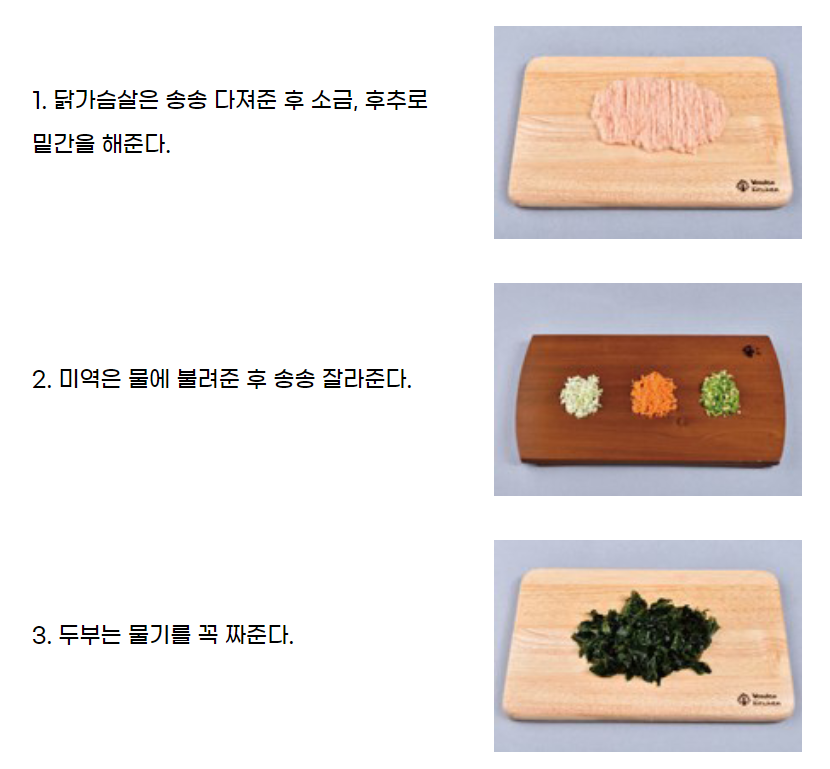 1. 닭가슴살은 송송 다져준 후 소금, 후추로
밑간을 해준다.
2. 미역은 물에 불려준 후 송송 잘라준다.
3. 두부는 물기를 꼭 짜준다.